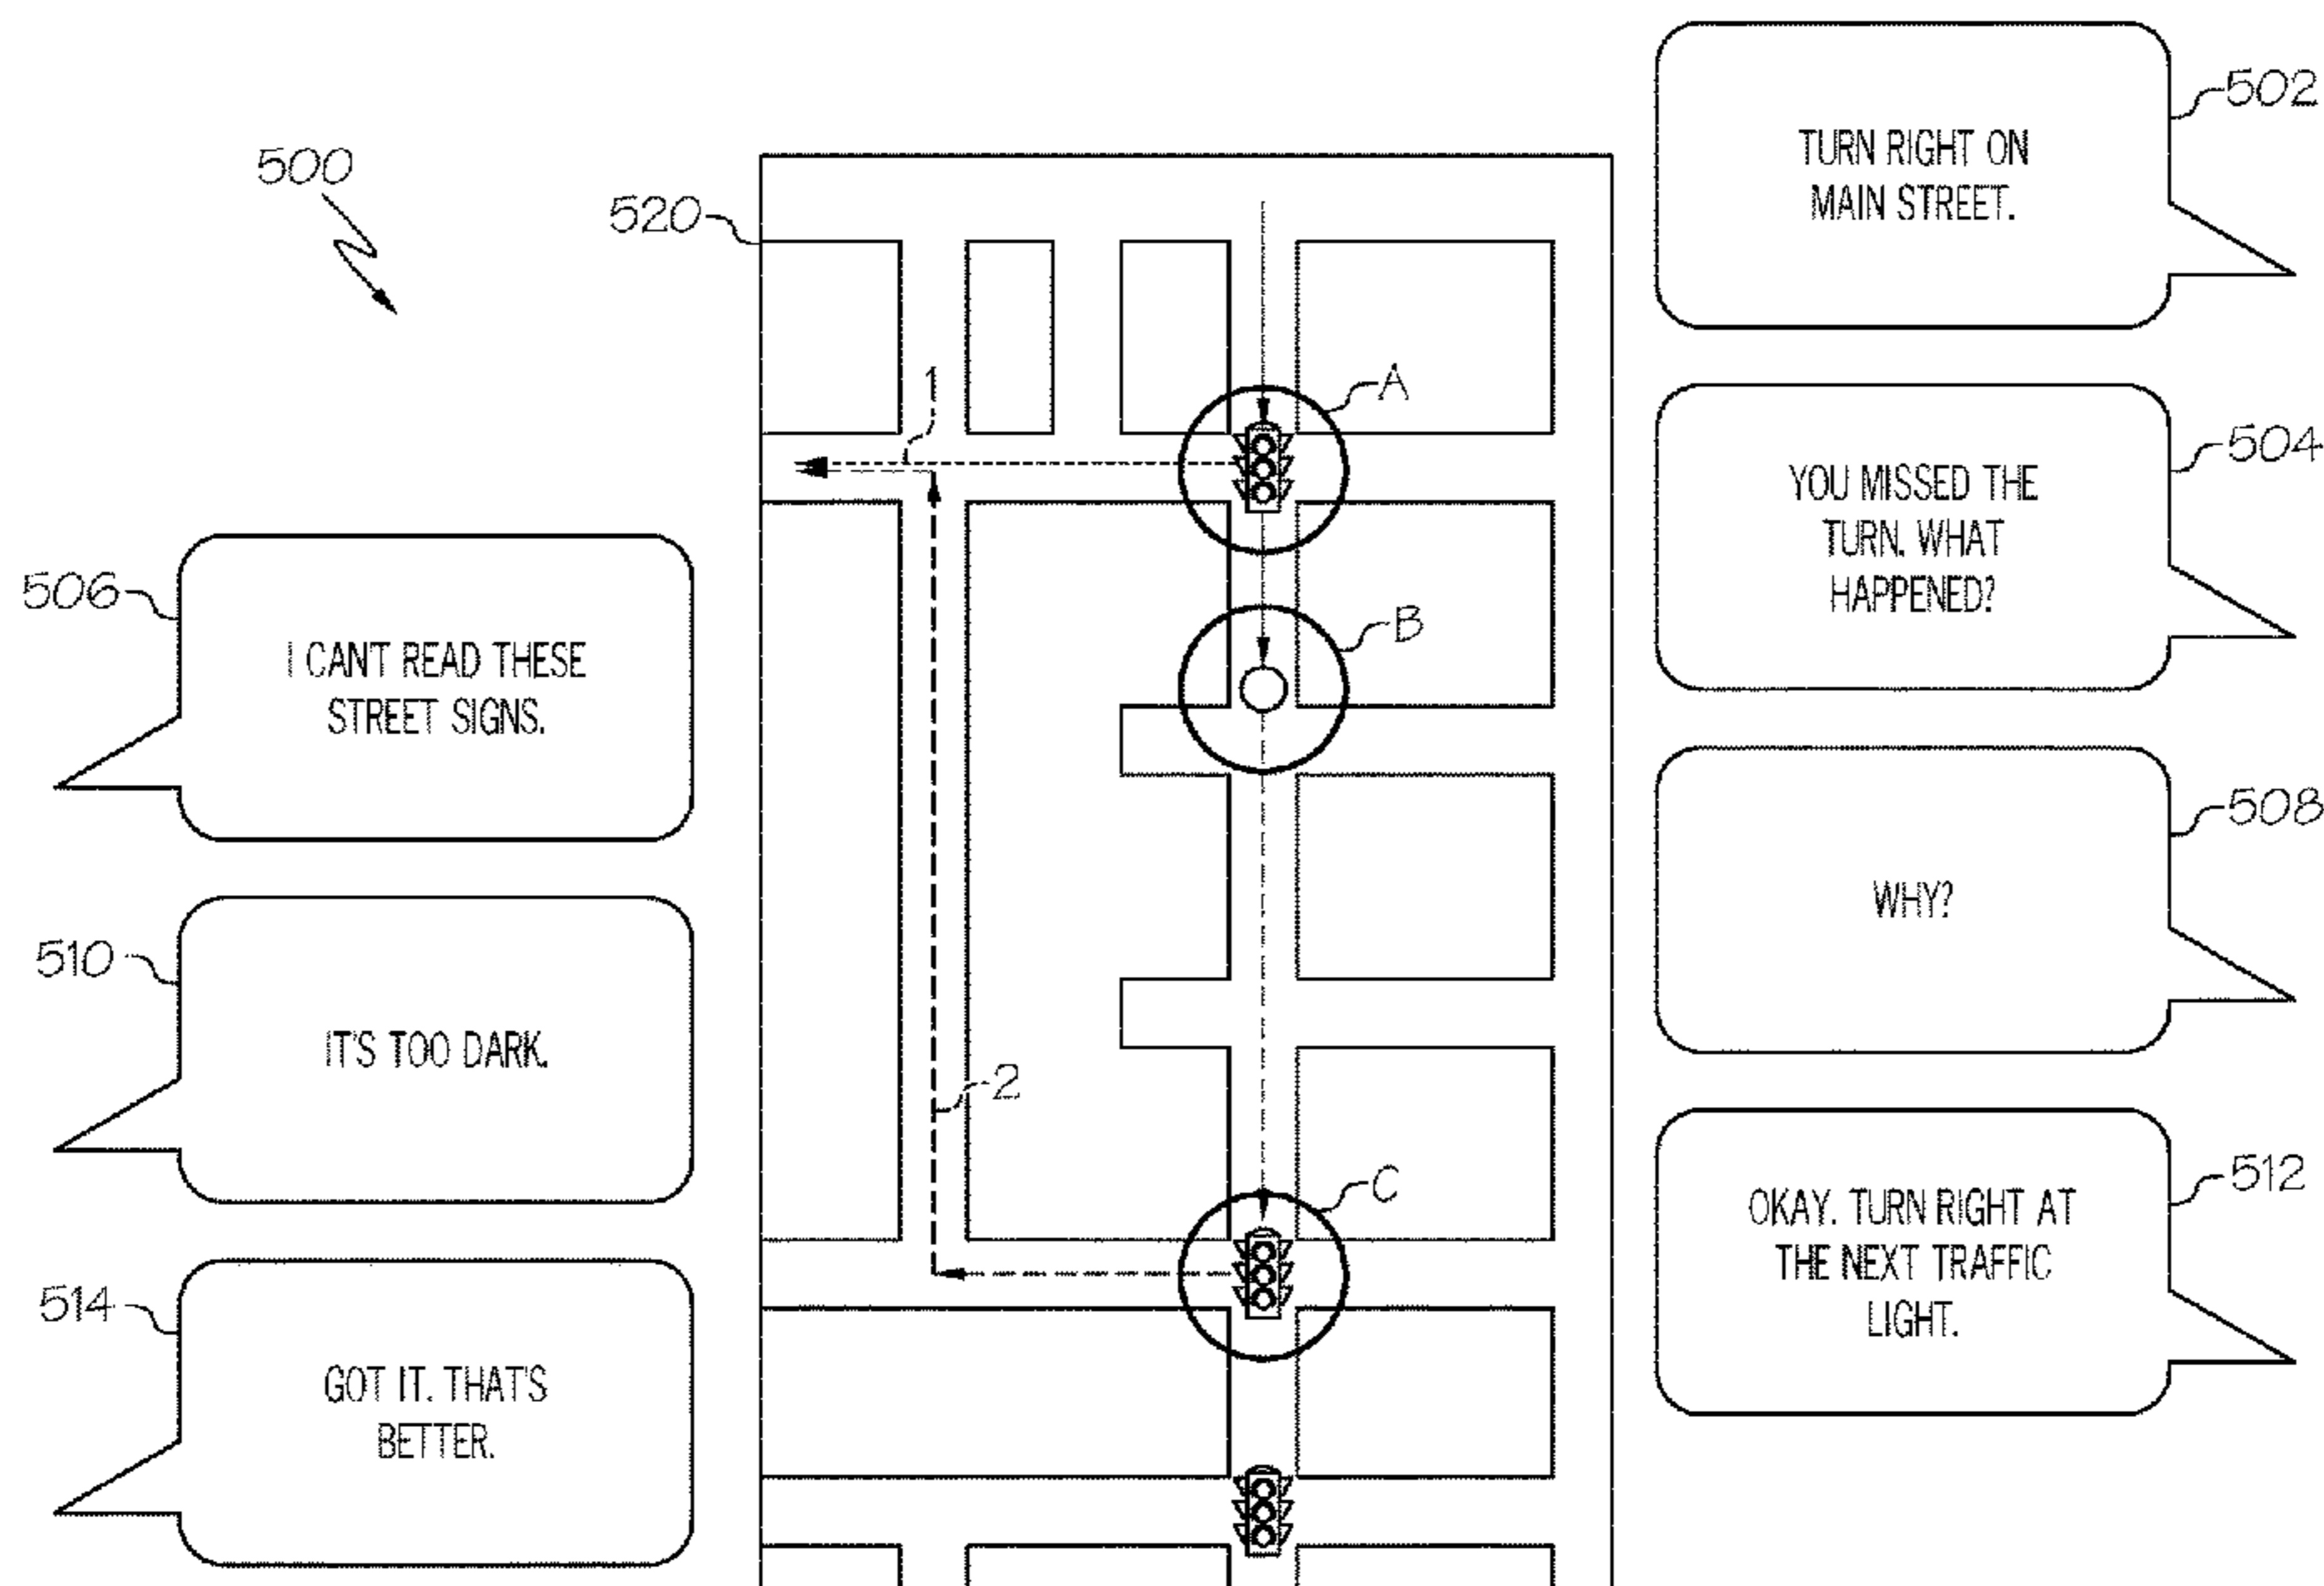 500
520
1
A
B
2
C
502
TURN RIGHT ON
MAIN STREET.
504
YOU MISSED THE
TURN. WHAT
HAPPENED?
506
I CANT READ THESE
STREET SIGNS.
508
WHY?
510
IT'S TOO DARK.
512
OKAY. TURN RIGHT AT
THE NEXT TRAFFIC
LIGHT.
514
GOT IT. THAT'S
BETTER.